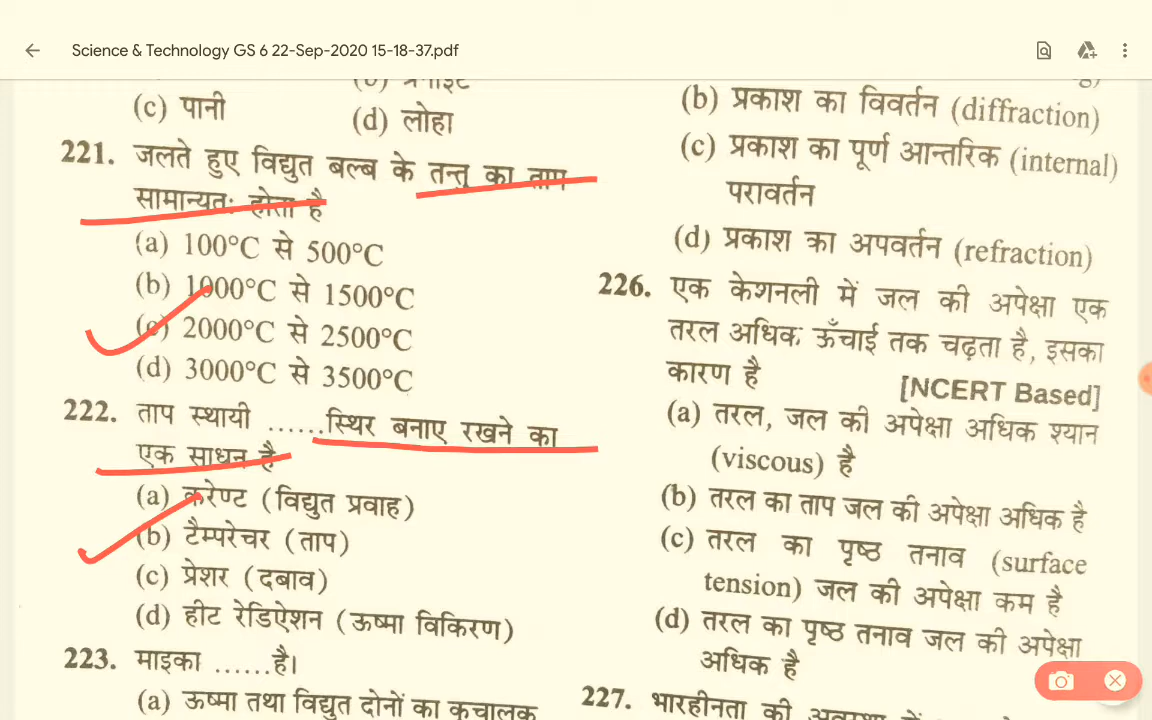 Science & Technology GS 6 22-Sep-2020 15-18-37.pdf
(c) पानी
(d) लोहा
221. जलते हुए विद्युत बल्ब के तन्तु का ताप
सामान्यतः होता है
(a) 100°C से 500°C
(b) 1000°C से 1500°C
(c) 2000°C से 2500°C
(d) 3000°C से 3500°C
222. ताप स्थायी ......स्थिर बनाए रखने का
एक साधन है
(a) करेण्ट (विद्युत प्रवाह)
(b) टैम्परेचर (ताप)
(c) प्रेशर (दबाव)
(d) हीट रेडिऐशन (ऊष्मा विकिरण)
223. माइका ......है।
(a) ऊष्मा तथा विद्युत दोनों का कुचालक
(b) प्रकाश का विवर्तन (diffraction)
(c) प्रकाश का पूर्ण आन्तरिक (internal)
परावर्तन
(d) प्रकाश का अपवर्तन (refraction)
226. एक केशनली में जल की अपेक्षा एक
तरल अधिक ऊँचाई तक चढ़ता है, इसका
कारण है [NCERT Based]
(a) तरल, जल की अपेक्षा अधिक श्यान
(viscous) है
(b) तरल का ताप जल की अपेक्षा अधिक है
(c) तरल का पृष्ठ तनाव (surface
tension) जल की अपेक्षा कम है
(d) तरल का पृष्ठ तनाव जल की अपेक्षा
अधिक है
227. भारहीनता की